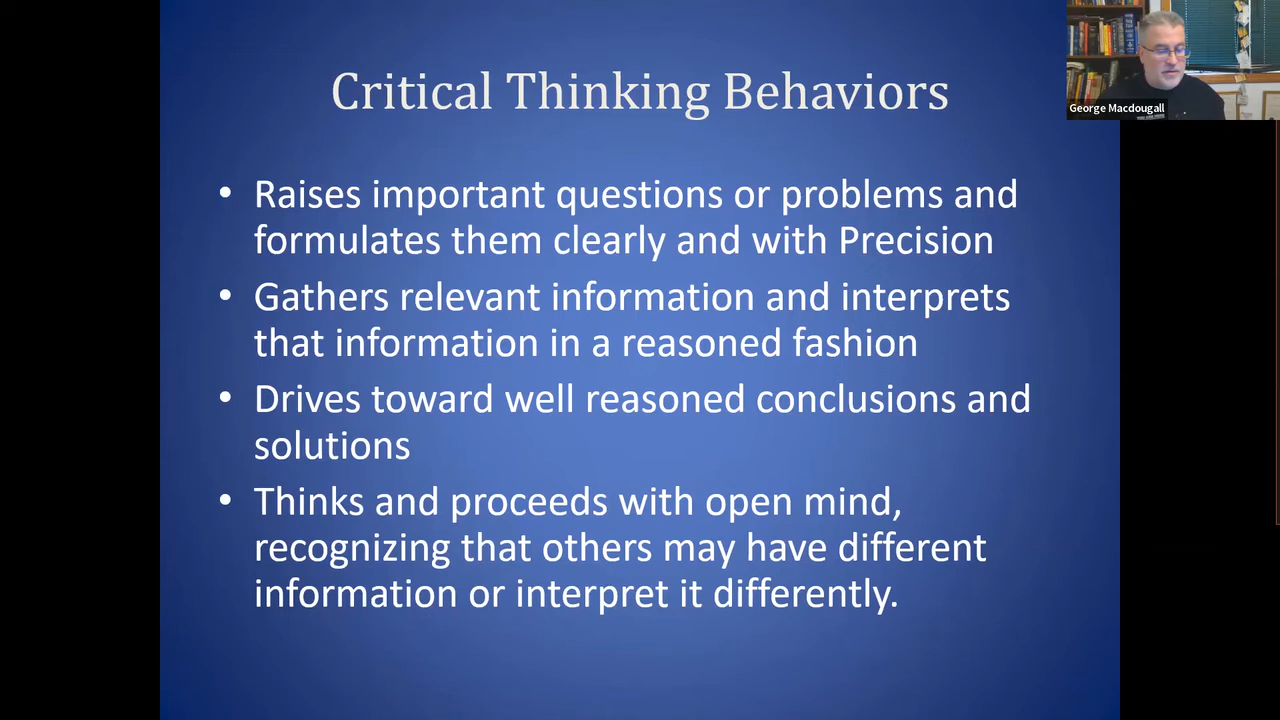 Critical Thinking Behaviors
George Macdougall
• Raises important questions or problems and
formulates them clearly and with Precision
• Gathers relevant information and interprets
that information in a reasoned fashion
• Drives toward well reasoned conclusions and
solutions
• Thinks and proceeds with open mind,
recognizing that others may have different
information or interpret it differently.